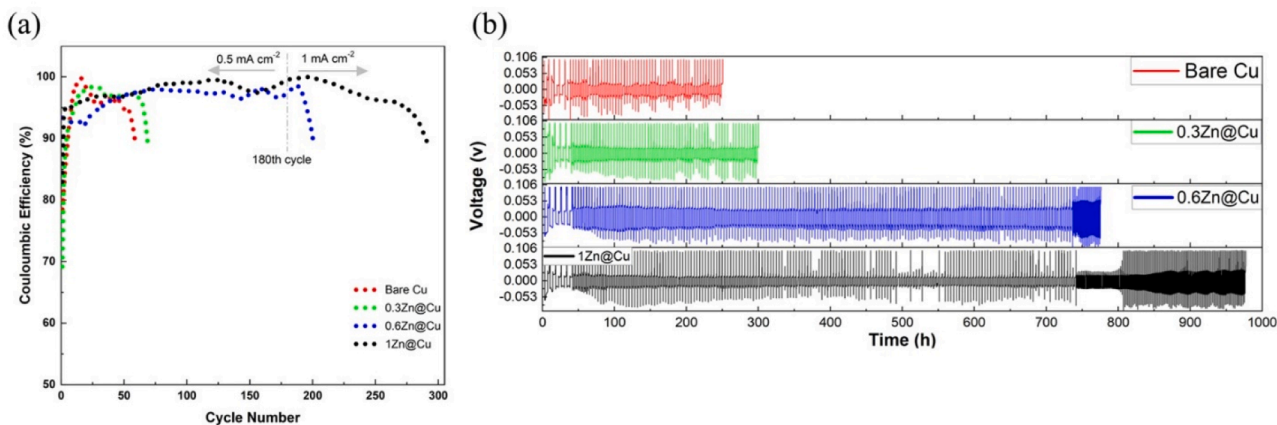 (a)
100
90
80
70
60
50
Couloumbic Efficiency (%)
0.5 mA cm-2
1 mA cm-2
180th cycle
Bare Cu
0.3Zn@Cu
0.6Zn@Cu
1Zn@Cu
0 50 100 150 200 250 300
Cycle Number
(b)
0.106
0.053
0.000
-0.053
Bare Cu
0.106
0.053
0.000
-0.053
0.3Zn@Cu
0.106
0.053
0.000
-0.053
0.6Zn@Cu
0.106
0.053
0.000
-0.053
1Zn@Cu
Voltage (v)
0 100 200 300 400 500 600 700 800 900 1000
Time (h)